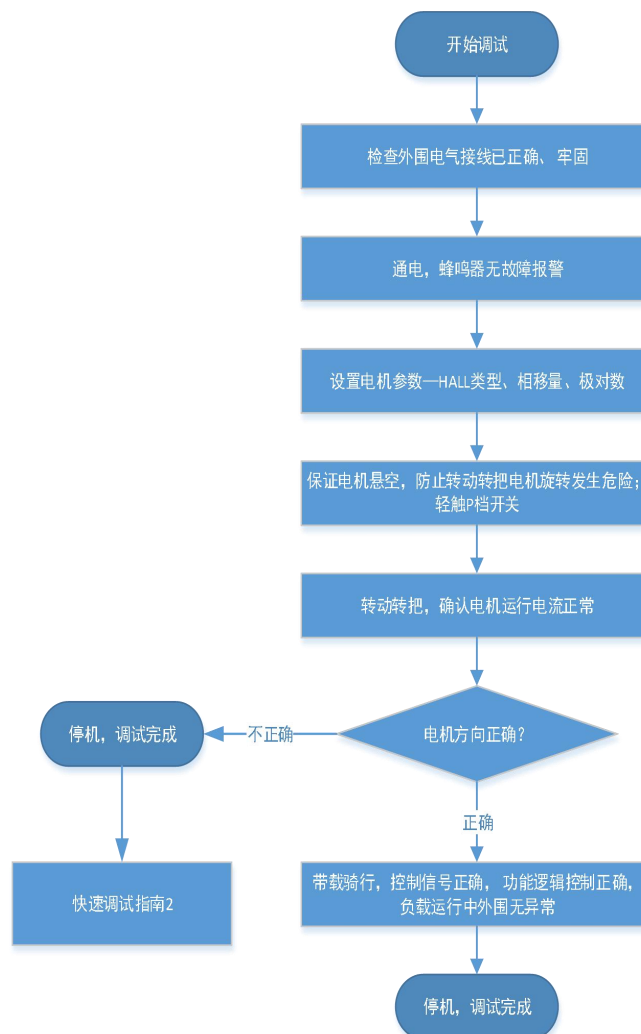 开始调试
检查外围电气接线已正确、牢固
通电，蜂鸣器无故障报警
设置电机参数—HALL类型、相移量、极对数
保证电机悬空，防止转动转把电机旋转发生危险；
轻触P档开关
转动转把，确认电机运行电流正常
电机方向正确？
不正确
停机，调试完成
正确
快速调试指南2
带载骑行，控制信号正确，功能逻辑控制正确，
负载运行中外围无异常
停机，调试完成